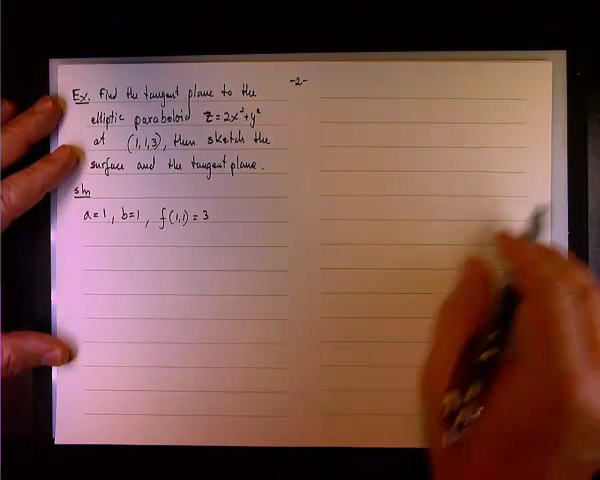 -2-
Ex. Find the tangent plane to the
elliptic paraboloid z = 2x² + y²
at (1,1,3), then sketch the
surface and the tangent plane.
sln
a = 1, b = 1, f(1,1) = 3